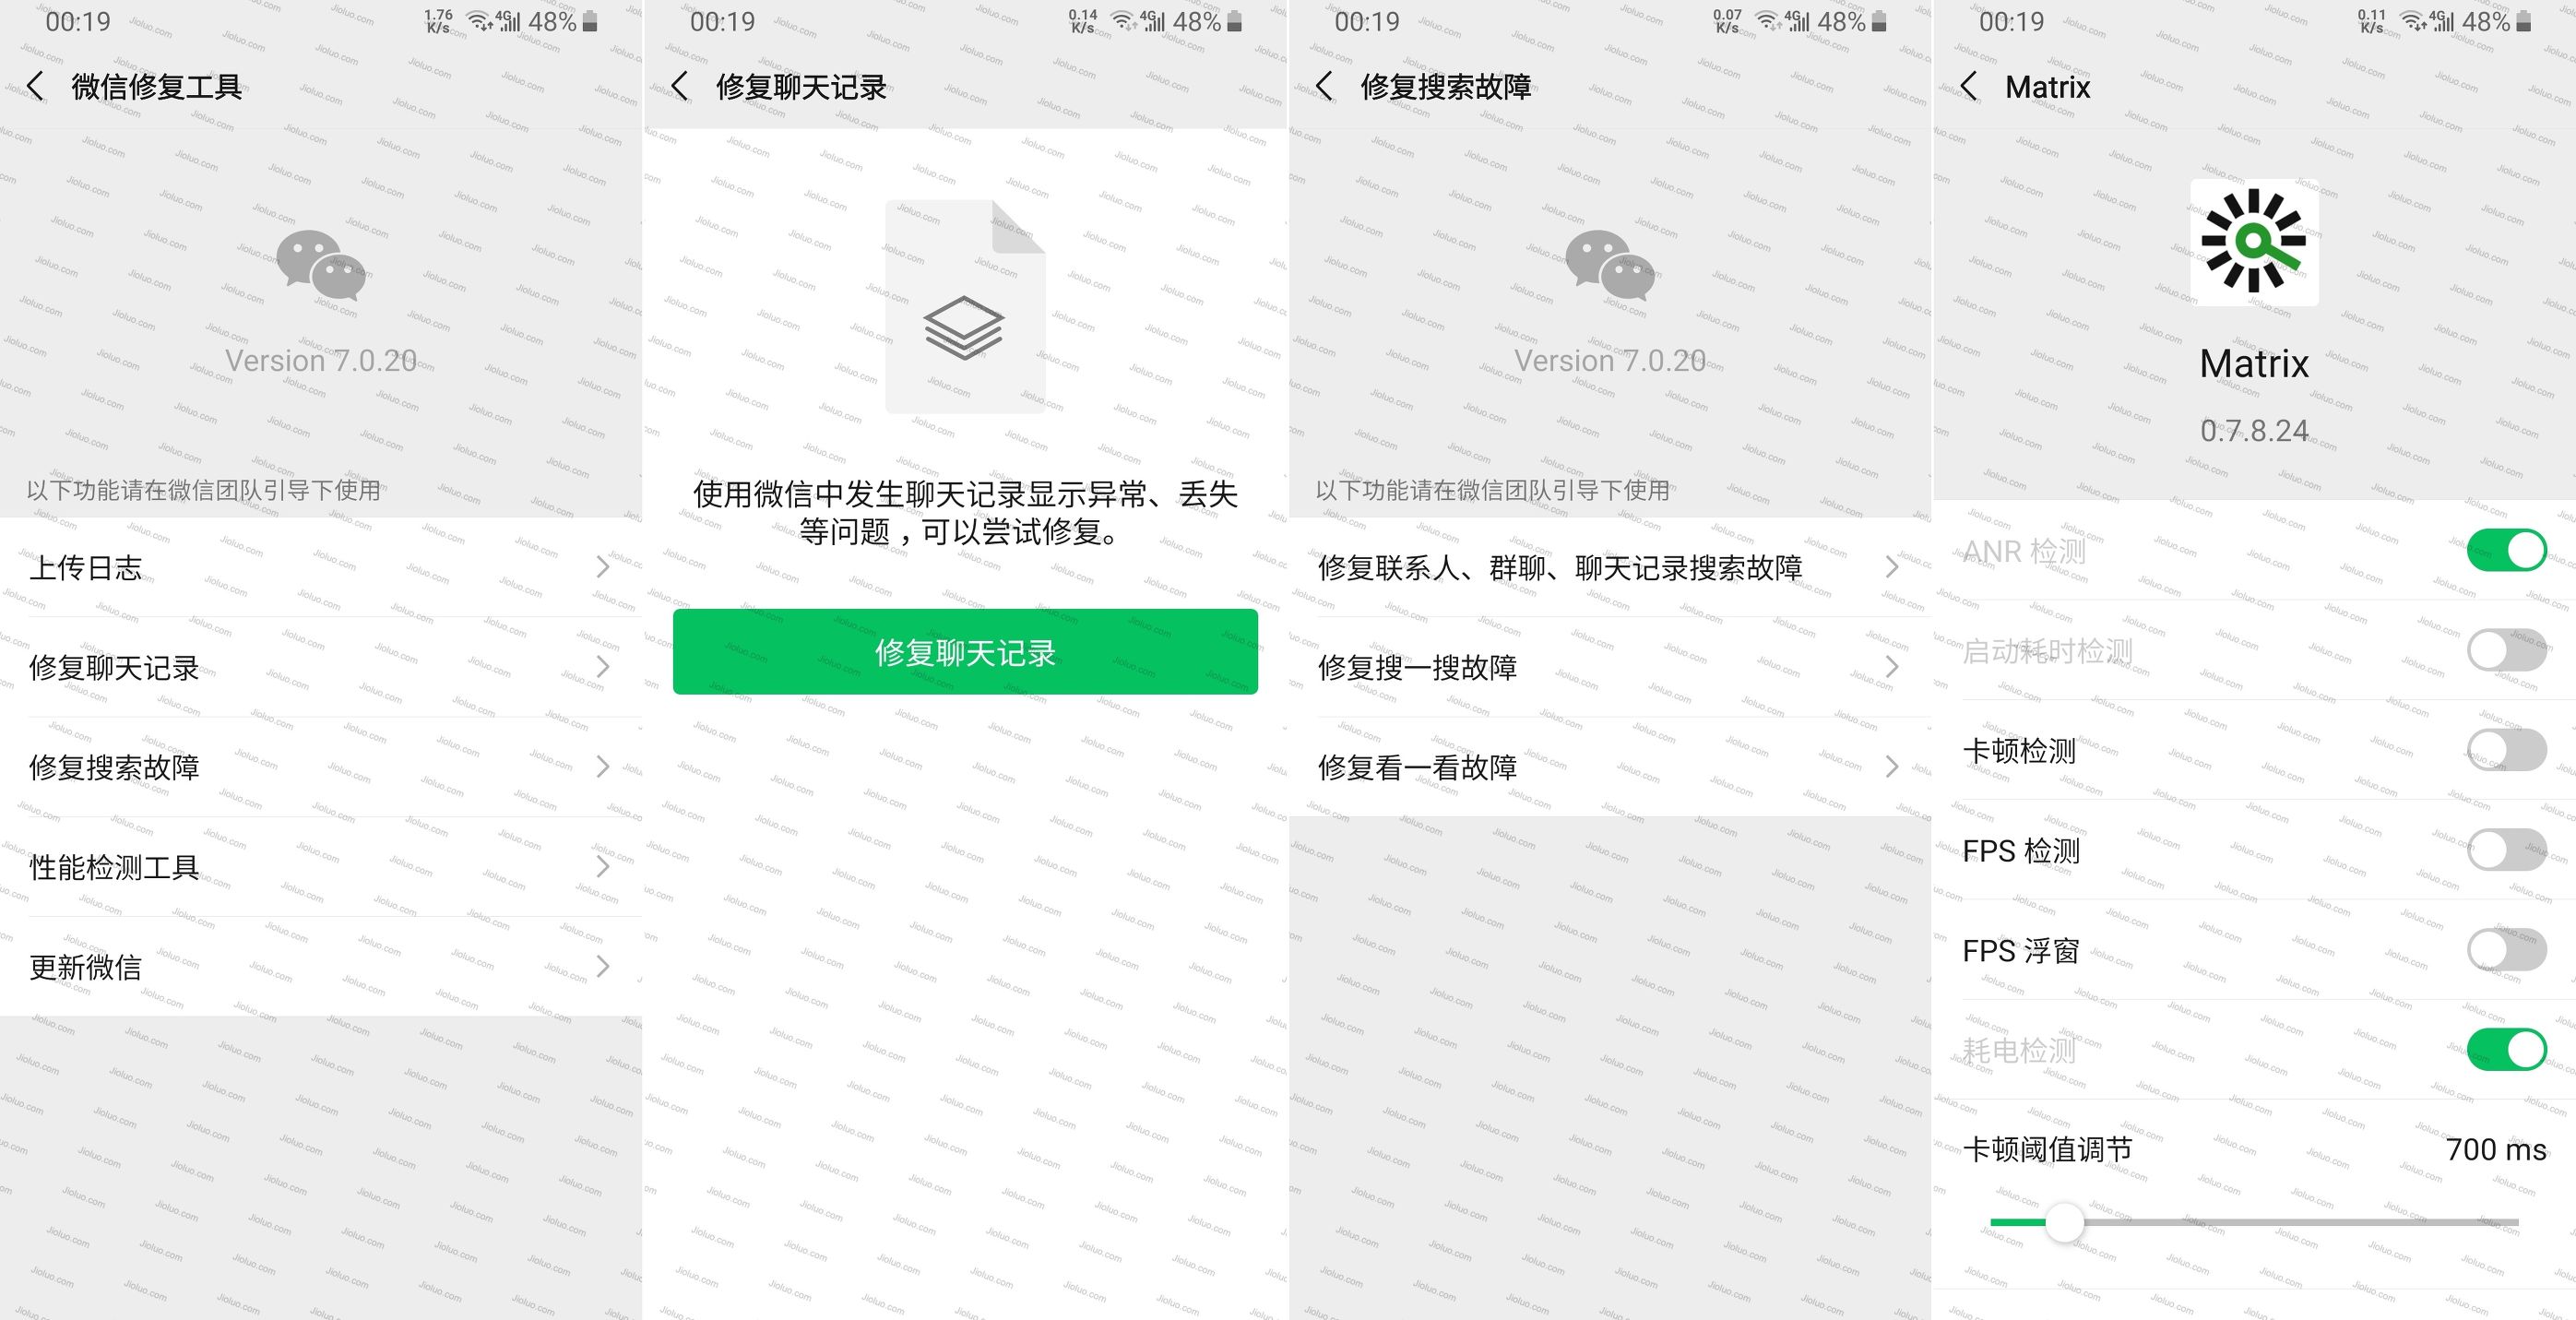 00:19
1.76
K/s
4G
48%
微信修复工具
Version 7.0.20
以下功能请在微信团队引导下使用
上传日志
修复聊天记录
修复搜索故障
性能检测工具
更新微信
00:19
0.14
K/s
4G
48%
修复聊天记录
使用微信中发生聊天记录显示异常、丢失
等问题，可以尝试修复。
修复聊天记录
00:19
0.07
K/s
4G
48%
修复搜索故障
Version 7.0.20
以下功能请在微信团队引导下使用
修复联系人、群聊、聊天记录搜索故障
修复搜一搜故障
修复看一看故障
00:19
0.11
K/s
4G
48%
Matrix
Matrix
0.7.8.24
ANR 检测
启动耗时检测
卡顿检测
FPS 检测
FPS 浮窗
耗电检测
卡顿阈值调节
700 ms
Jioluo.com